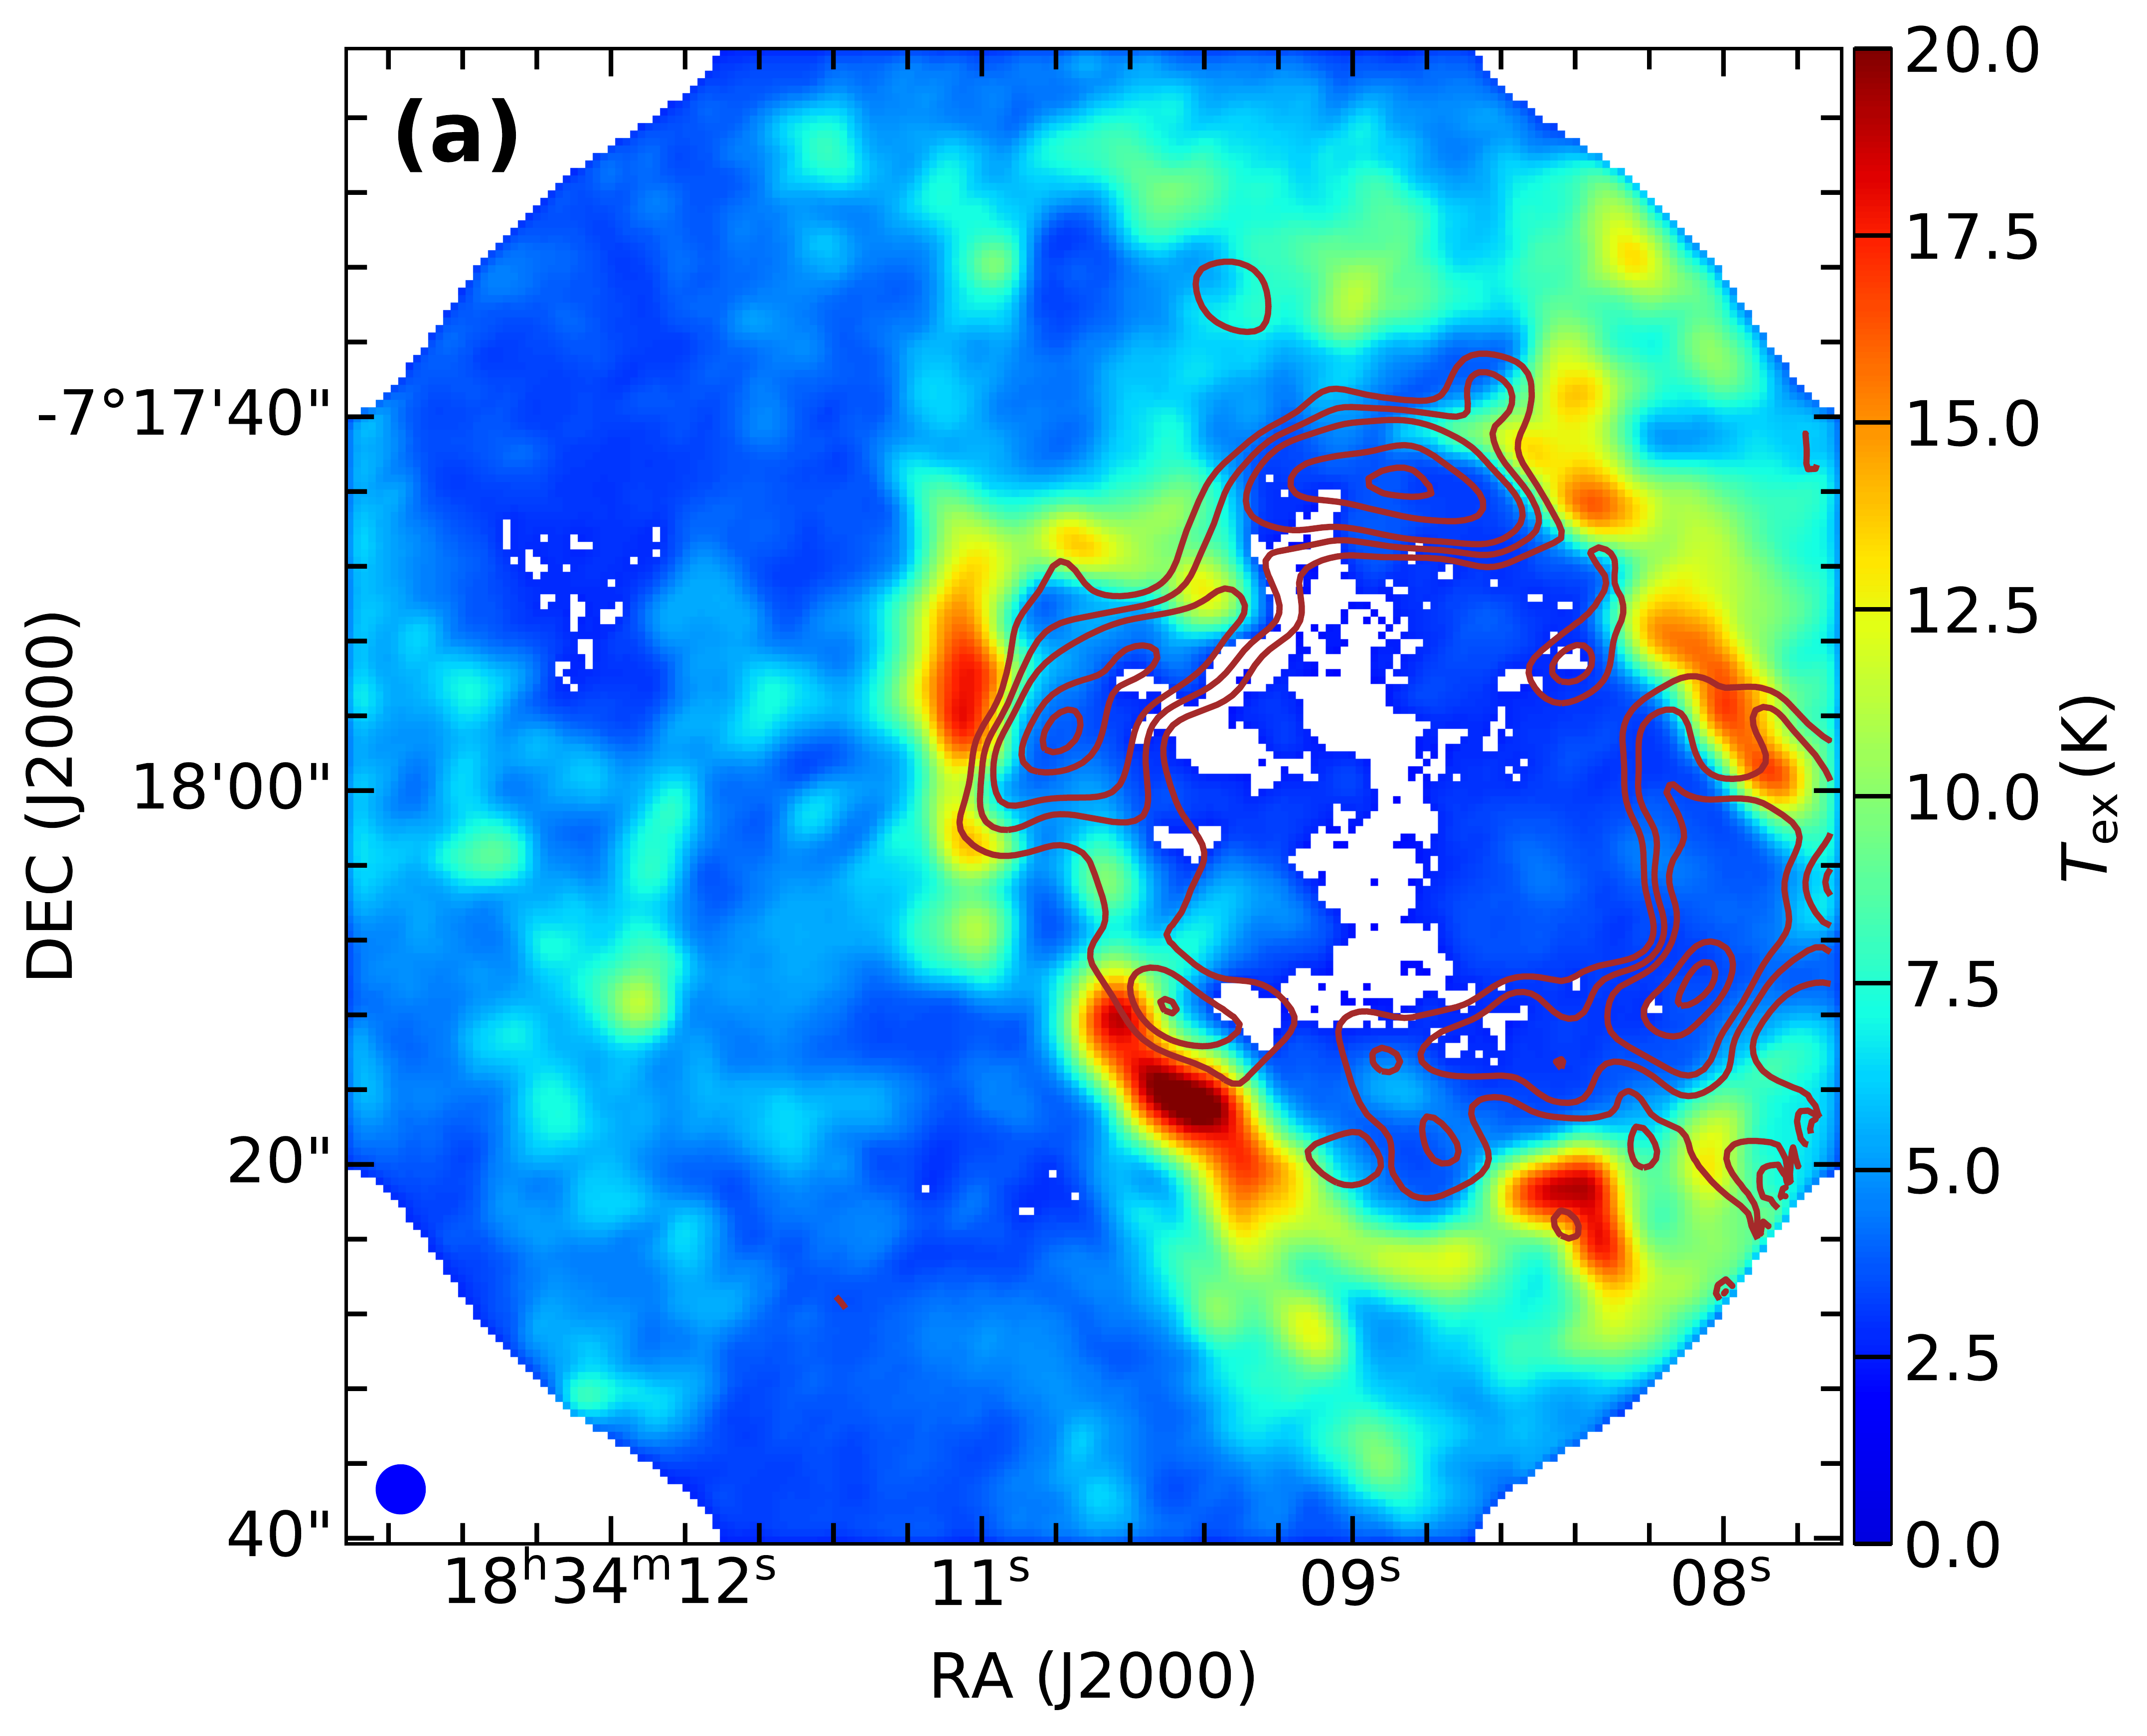 (a)
-7°17'40"
18'00"
20"
40"
DEC (J2000)
18h34m12s 11s 09s 08s
RA (J2000)
20.0
17.5
15.0
12.5
10.0
7.5
5.0
2.5
0.0
Tex (K)